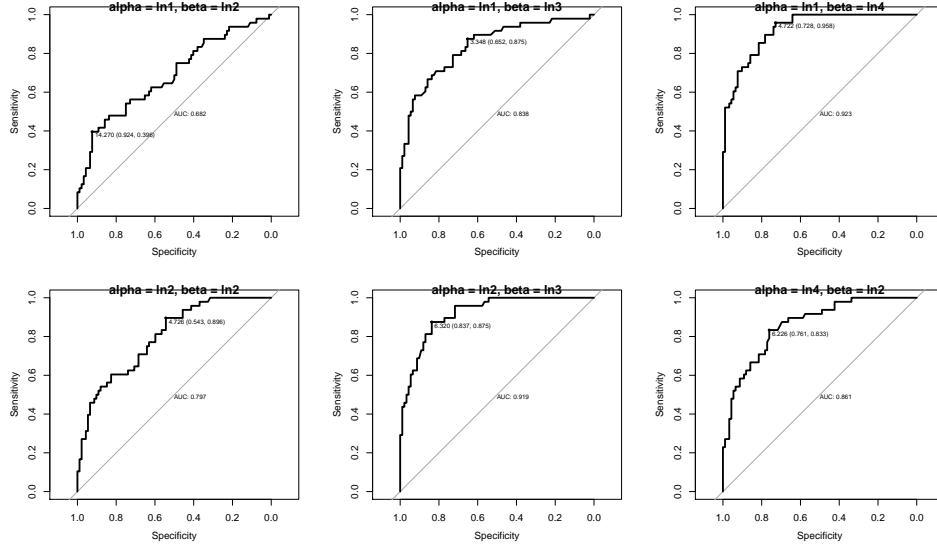 alpha = ln1, beta = ln2
1.0
0.8
0.6
0.4
0.2
0.0
Sensitivity
14.270 (0.924, 0.396)
AUC: 0.682
1.0 0.8 0.6 0.4 0.2 0.0
Specificity
alpha = ln1, beta = ln3
1.0
0.8
0.6
0.4
0.2
0.0
Sensitivity
3.348 (0.652, 0.875)
AUC: 0.838
1.0 0.8 0.6 0.4 0.2 0.0
Specificity
alpha = ln1, beta = ln4
1.0
0.8
0.6
0.4
0.2
0.0
Sensitivity
4.722 (0.728, 0.958)
AUC: 0.923
1.0 0.8 0.6 0.4 0.2 0.0
Specificity
alpha = ln2, beta = ln2
1.0
0.8
0.6
0.4
0.2
0.0
Sensitivity
4.726 (0.543, 0.896)
AUC: 0.797
1.0 0.8 0.6 0.4 0.2 0.0
Specificity
alpha = ln2, beta = ln3
1.0
0.8
0.6
0.4
0.2
0.0
Sensitivity
6.320 (0.837, 0.875)
AUC: 0.919
1.0 0.8 0.6 0.4 0.2 0.0
Specificity
alpha = ln4, beta = ln2
1.0
0.8
0.6
0.4
0.2
0.0
Sensitivity
6.226 (0.761, 0.833)
AUC: 0.861
1.0 0.8 0.6 0.4 0.2 0.0
Specificity